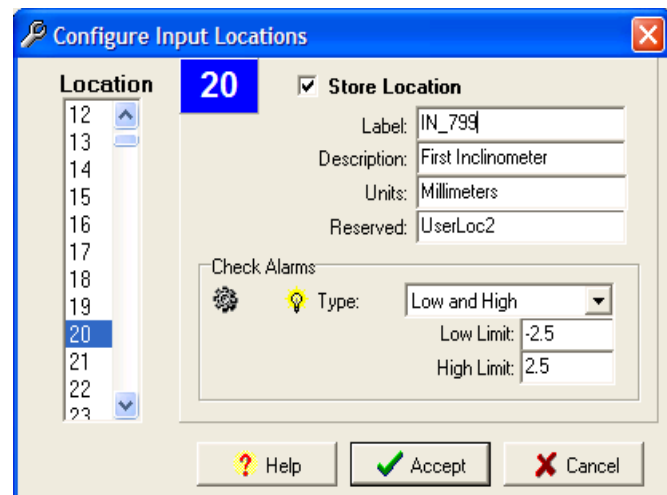 Configure Input Locations
Location
12
13
14
15
16
17
18
19
20
21
22
23
20
Store Location
Label: IN_799
Description: First Inclinometer
Units: Millimeters
Reserved: UserLoc2
Check Alarms
Type: Low and High
Low Limit: -2.5
High Limit: 2.5
? Help
Accept
Cancel